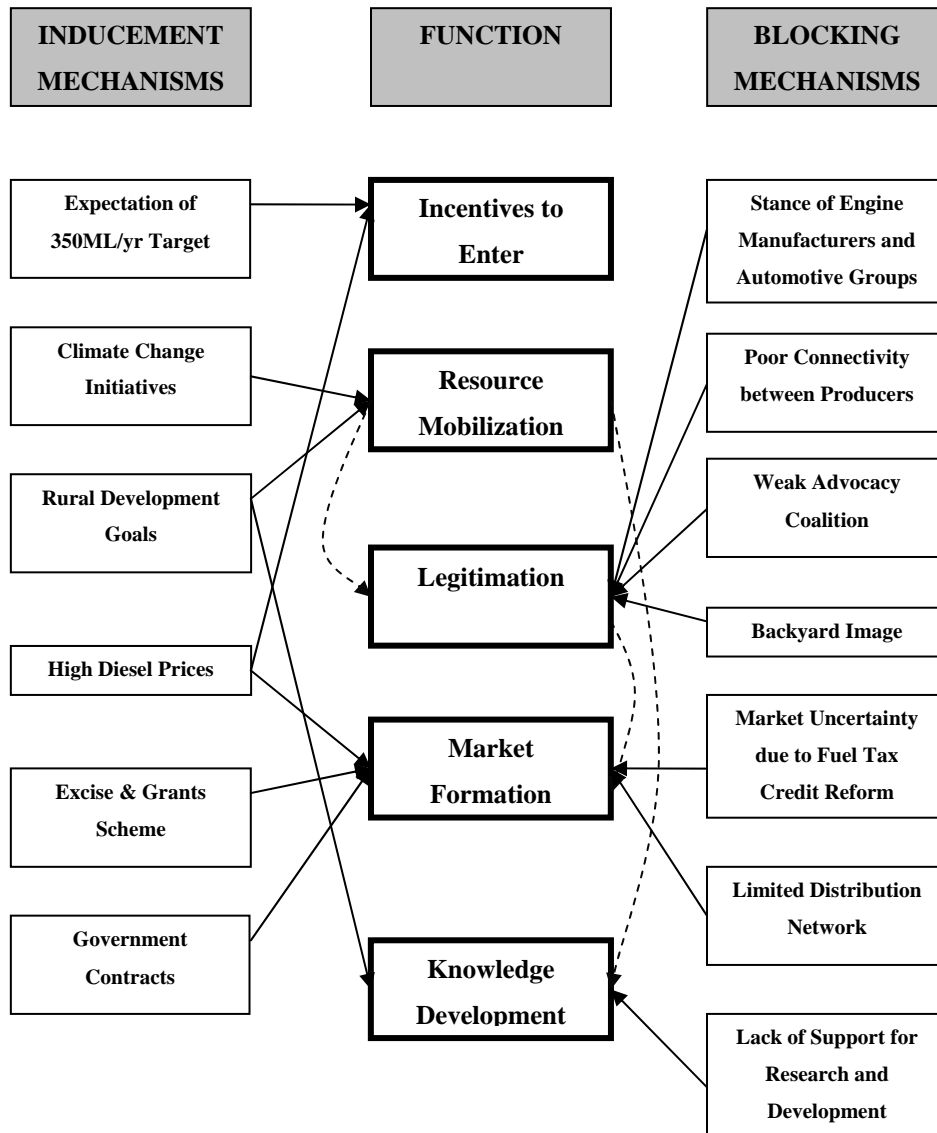 INDUCEMENT
MECHANISMS
FUNCTION
BLOCKING
MECHANISMS
Expectation of
350ML/yr Target
Climate Change
Initiatives
Rural Development
Goals
High Diesel Prices
Excise & Grants
Scheme
Government
Contracts
Incentives to
Enter
Resource
Mobilization
Legitimation
Market
Formation
Knowledge
Development
Stance of Engine
Manufacturers and
Automotive Groups
Poor Connectivity
between Producers
Weak Advocacy
Coalition
Backyard Image
Market Uncertainty
due to Fuel Tax
Credit Reform
Limited Distribution
Network
Lack of Support for
Research and
Development